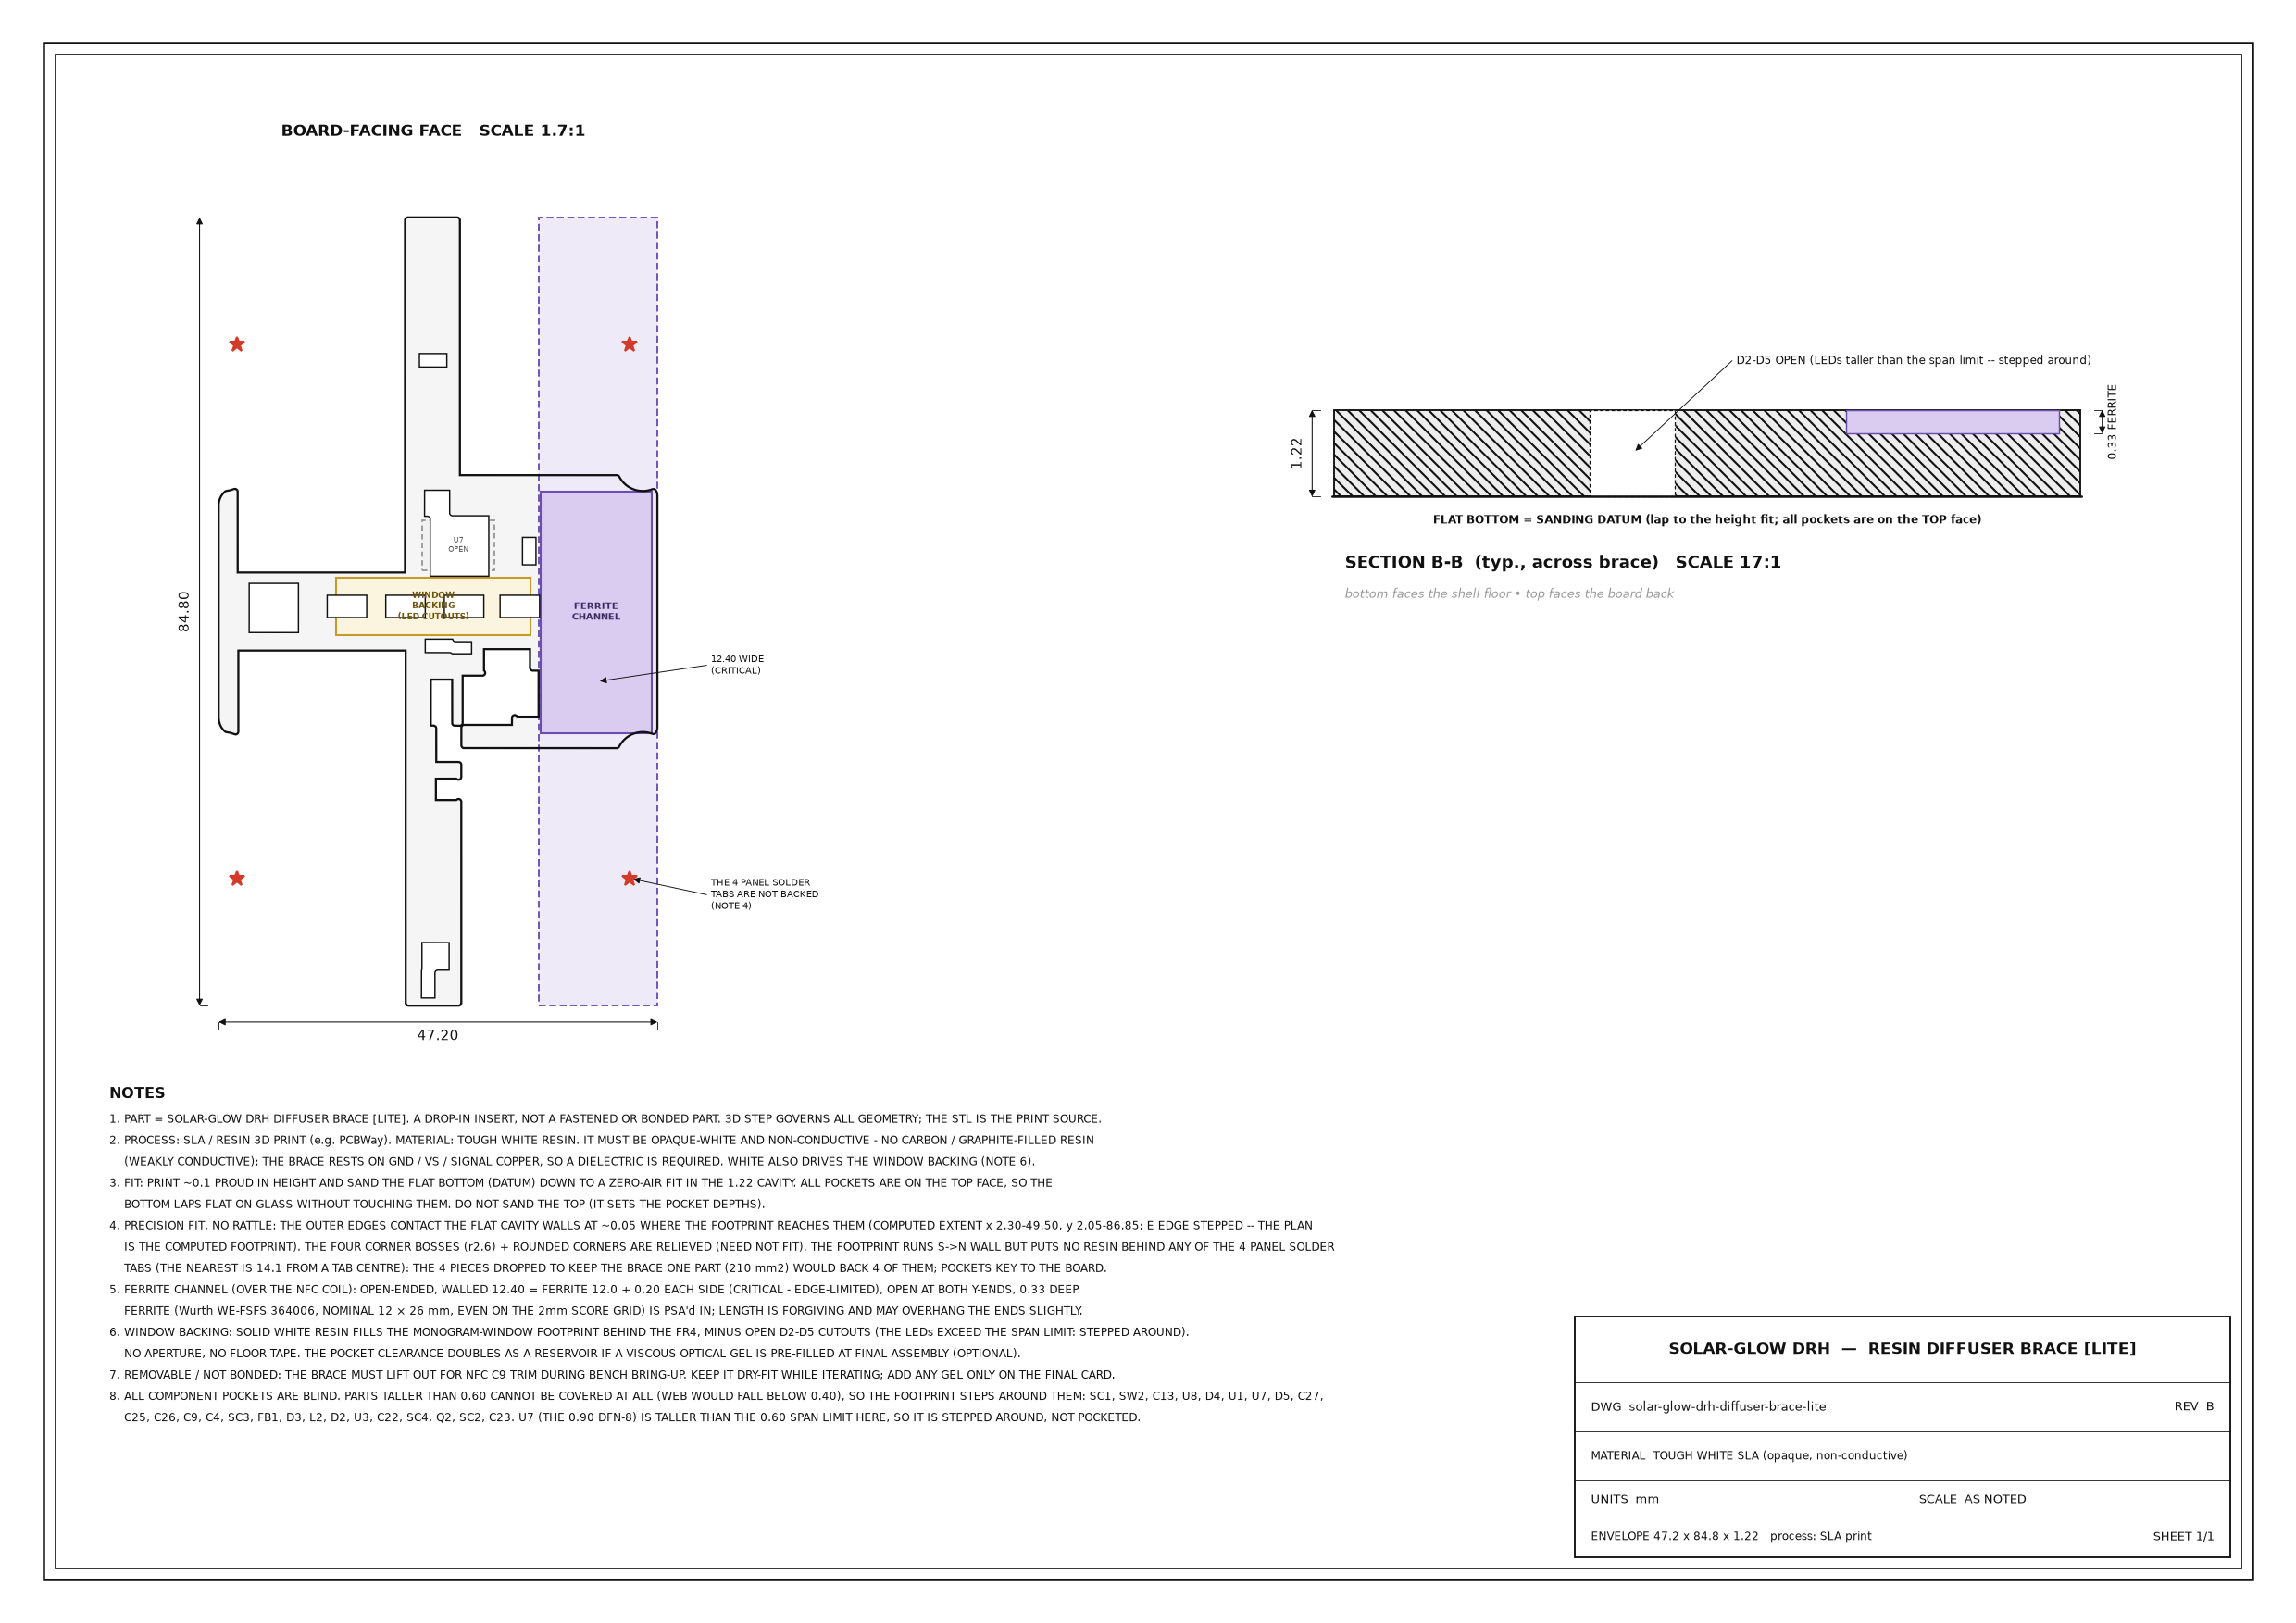 BOARD-FACING FACE   SCALE 1.7:1
84.80
U7
OPEN
WINDOW
BACKING
(LED CUTOUTS)
FERRITE
CHANNEL
12.40 WIDE
(CRITICAL)
THE 4 PANEL SOLDER
TABS ARE NOT BACKED
(NOTE 4)
47.20
D2-D5 OPEN (LEDs taller than the span limit -- stepped around)
1.22
0.33 FERRITE
FLAT BOTTOM = SANDING DATUM (lap to the height fit; all pockets are on the TOP face)
SECTION B-B  (typ., across brace)   SCALE 17:1
bottom faces the shell floor • top faces the board back
NOTES
1. PART = SOLAR-GLOW DRH DIFFUSER BRACE [LITE]. A DROP-IN INSERT, NOT A FASTENED OR BONDED PART. 3D STEP GOVERNS ALL GEOMETRY; THE STL IS THE PRINT SOURCE.
2. PROCESS: SLA / RESIN 3D PRINT (e.g. PCBWay). MATERIAL: TOUGH WHITE RESIN. IT MUST BE OPAQUE-WHITE AND NON-CONDUCTIVE - NO CARBON / GRAPHITE-FILLED RESIN
(WEAKLY CONDUCTIVE): THE BRACE RESTS ON GND / VS / SIGNAL COPPER, SO A DIELECTRIC IS REQUIRED. WHITE ALSO DRIVES THE WINDOW BACKING (NOTE 6).
3. FIT: PRINT ~0.1 PROUD IN HEIGHT AND SAND THE FLAT BOTTOM (DATUM) DOWN TO A ZERO-AIR FIT IN THE 1.22 CAVITY. ALL POCKETS ARE ON THE TOP FACE, SO THE
BOTTOM LAPS FLAT ON GLASS WITHOUT TOUCHING THEM. DO NOT SAND THE TOP (IT SETS THE POCKET DEPTHS).
4. PRECISION FIT, NO RATTLE: THE OUTER EDGES CONTACT THE FLAT CAVITY WALLS AT ~0.05 WHERE THE FOOTPRINT REACHES THEM (COMPUTED EXTENT x 2.30-49.50, y 2.05-86.85; E EDGE STEPPED -- THE PLAN
IS THE COMPUTED FOOTPRINT). THE FOUR CORNER BOSSES (r2.6) + ROUNDED CORNERS ARE RELIEVED (NEED NOT FIT). THE FOOTPRINT RUNS S->N WALL BUT PUTS NO RESIN BEHIND ANY OF THE 4 PANEL SOLDER
TABS (THE NEAREST IS 14.1 FROM A TAB CENTRE): THE 4 PIECES DROPPED TO KEEP THE BRACE ONE PART (210 mm2) WOULD BACK 4 OF THEM; POCKETS KEY TO THE BOARD.
5. FERRITE CHANNEL (OVER THE NFC COIL): OPEN-ENDED, WALLED 12.40 = FERRITE 12.0 + 0.20 EACH SIDE (CRITICAL - EDGE-LIMITED), OPEN AT BOTH Y-ENDS, 0.33 DEEP.
FERRITE (Wurth WE-FSFS 364006, NOMINAL 12 × 26 mm, EVEN ON THE 2mm SCORE GRID) IS PSA'd IN; LENGTH IS FORGIVING AND MAY OVERHANG THE ENDS SLIGHTLY.
6. WINDOW BACKING: SOLID WHITE RESIN FILLS THE MONOGRAM-WINDOW FOOTPRINT BEHIND THE FR4, MINUS OPEN D2-D5 CUTOUTS (THE LEDs EXCEED THE SPAN LIMIT: STEPPED AROUND).
NO APERTURE, NO FLOOR TAPE. THE POCKET CLEARANCE DOUBLES AS A RESERVOIR IF A VISCOUS OPTICAL GEL IS PRE-FILLED AT FINAL ASSEMBLY (OPTIONAL).
7. REMOVABLE / NOT BONDED: THE BRACE MUST LIFT OUT FOR NFC C9 TRIM DURING BENCH BRING-UP. KEEP IT DRY-FIT WHILE ITERATING; ADD ANY GEL ONLY ON THE FINAL CARD.
8. ALL COMPONENT POCKETS ARE BLIND. PARTS TALLER THAN 0.60 CANNOT BE COVERED AT ALL (WEB WOULD FALL BELOW 0.40), SO THE FOOTPRINT STEPS AROUND THEM: SC1, SW2, C13, U8, D4, U1, U7, D5, C27,
C25, C26, C9, C4, SC3, FB1, D3, L2, D2, U3, C22, SC4, Q2, SC2, C23. U7 (THE 0.90 DFN-8) IS TALLER THAN THE 0.60 SPAN LIMIT HERE, SO IT IS STEPPED AROUND, NOT POCKETED.
SOLAR-GLOW DRH  —  RESIN DIFFUSER BRACE [LITE]
DWG  solar-glow-drh-diffuser-brace-lite   REV  B
MATERIAL  TOUGH WHITE SLA (opaque, non-conductive)
UNITS  mm   SCALE  AS NOTED
ENVELOPE 47.2 x 84.8 x 1.22   process: SLA print   SHEET 1/1